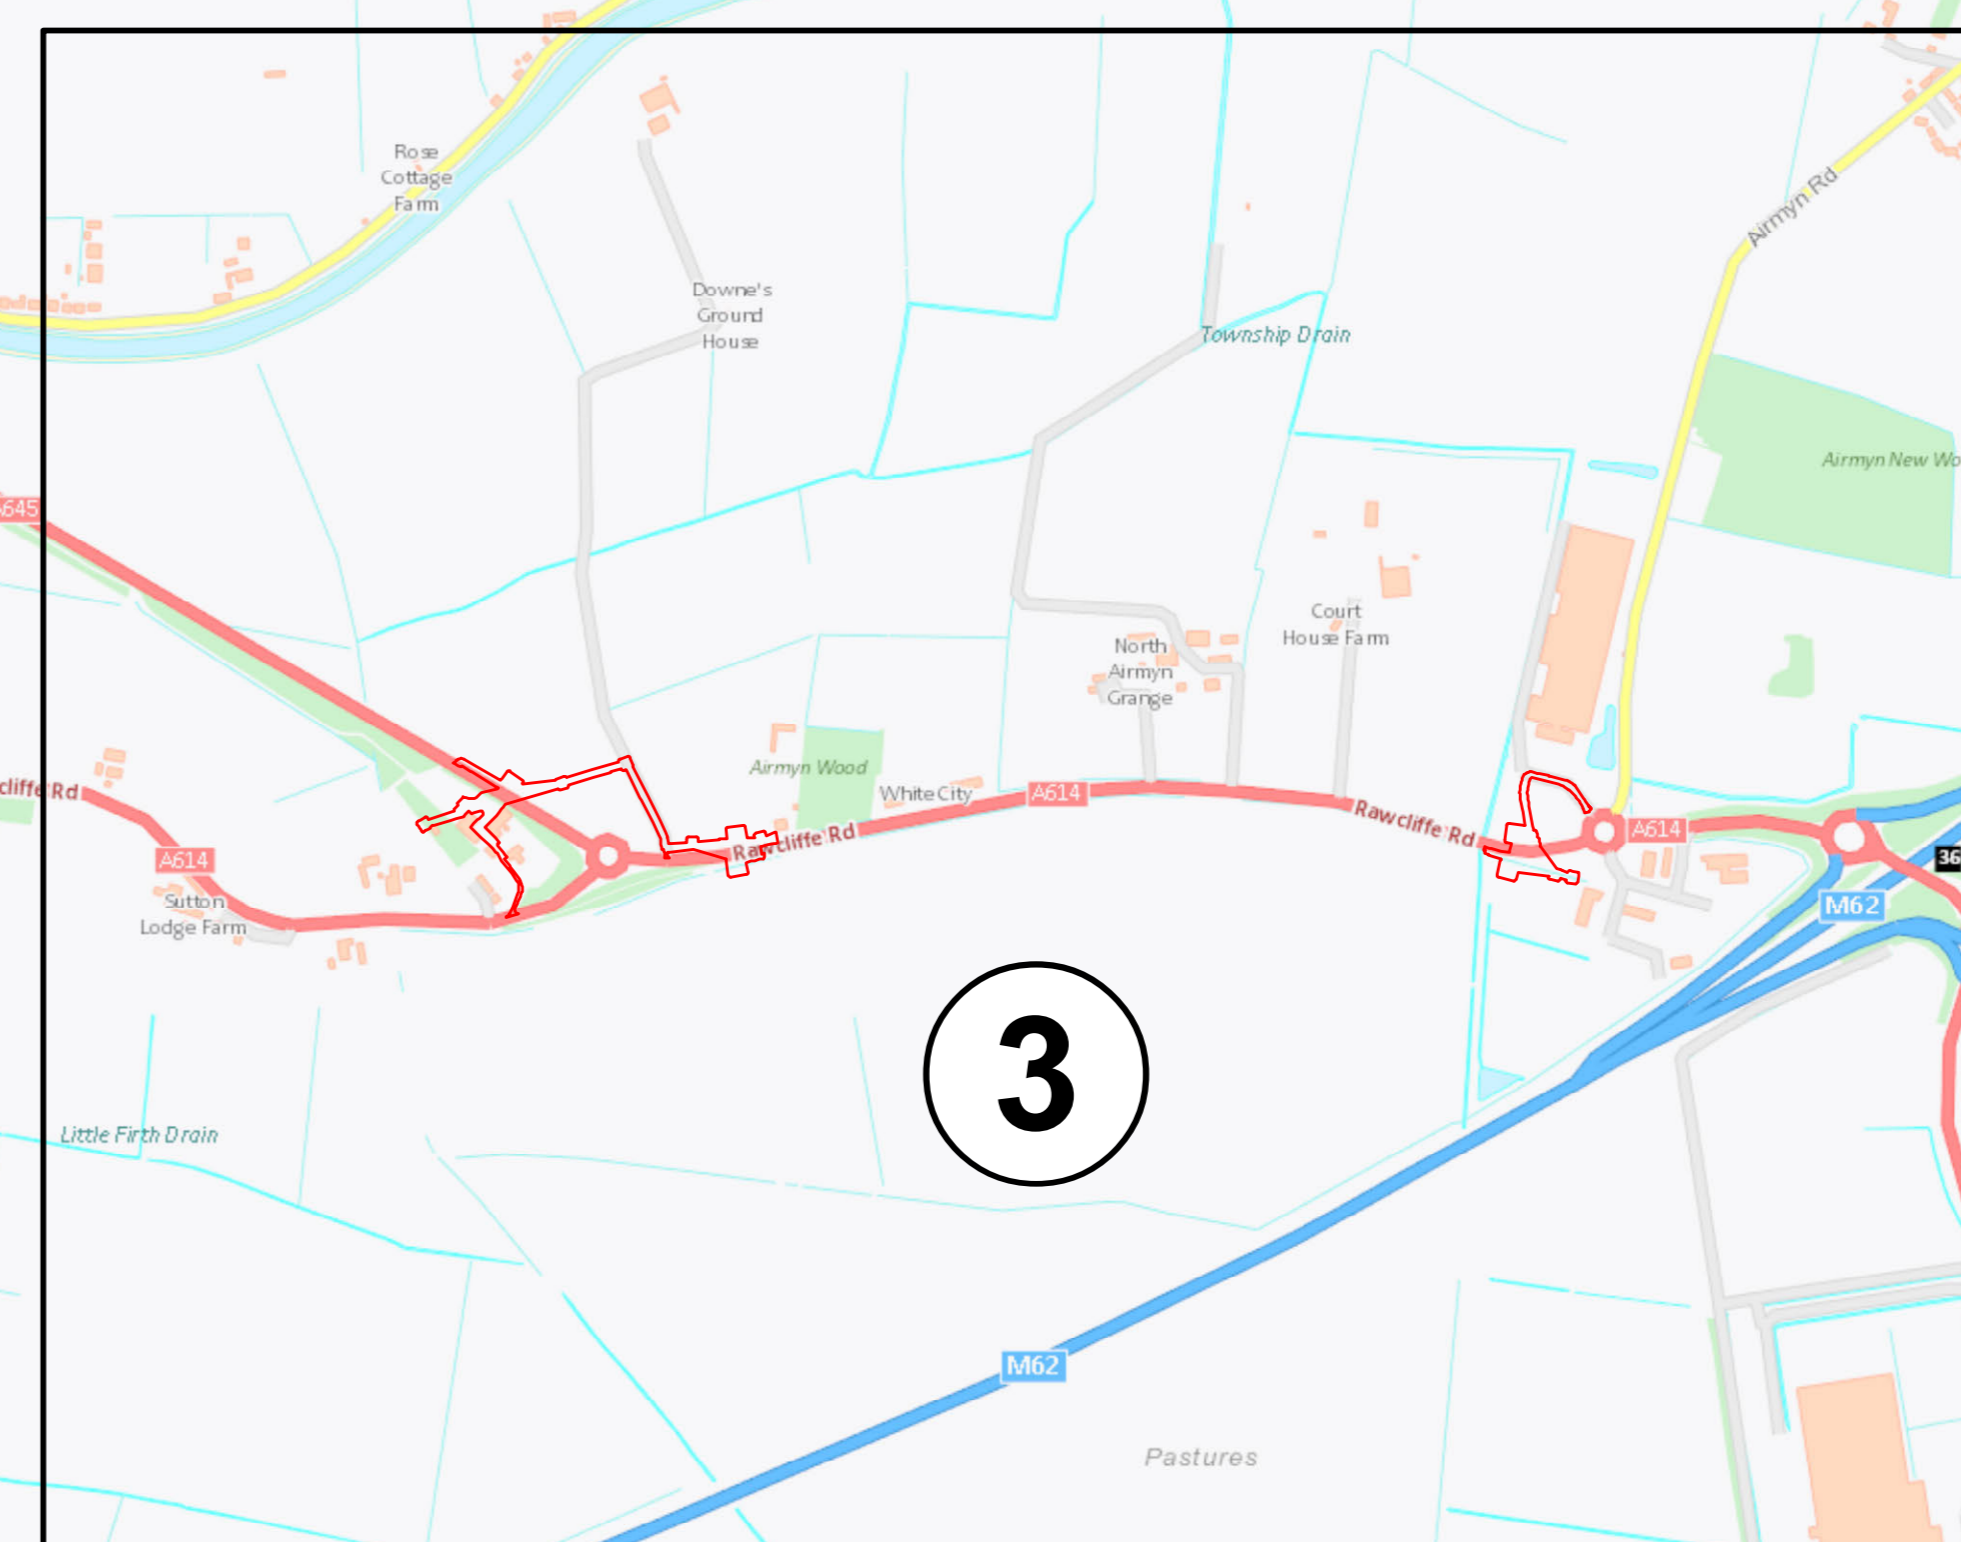 Rose
Cottage
Farm
Airmyn Rd
Downe's
Ground
House
Township Drain
Airmyn New Wo
A645
Court
House Farm
North
Airmyn
Grange
Airmyn Wood
White City
A614
cliffe Rd
Rawcliffe Rd
Rawcliffe Rd
A614
A614
36
Sutton
Lodge Farm
M62
3
Little Firth Drain
M62
Pastures